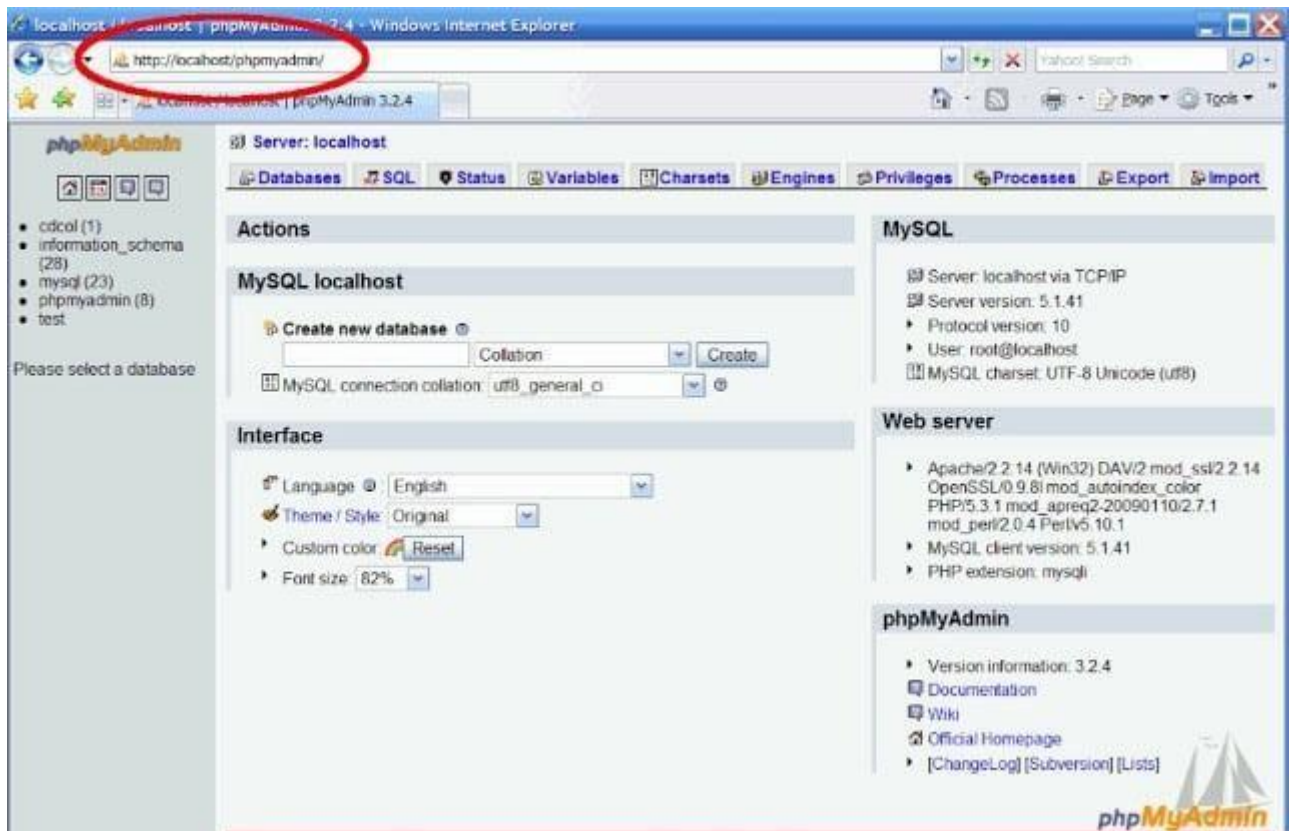 localhost / localhost | phpMyAdmin 3.2.4 - Windows Internet Explorer
http://localhost/phpmyadmin/
Yahoo! Search
localhost / localhost | phpMyAdmin 3.2.4
Page
Tools
phpMyAdmin
cdcol (1)
information_schema
(28)
mysql (23)
phpmyadmin (8)
test
Please select a database
Server: localhost
Databases SQL Status Variables Charsets Engines Privileges Processes Export Import
Actions
MySQL localhost
Create new database
Collation Create
MySQL connection collation: utf8_general_ci
Interface
Language : English
Theme / Style: Original
Custom color: Reset
Font size: 82%
MySQL
Server: localhost via TCP/IP
Server version: 5.1.41
Protocol version: 10
User: root@localhost
MySQL charset: UTF-8 Unicode (utf8)
Web server
Apache/2.2.14 (Win32) DAV/2 mod_ssl/2.2.14
OpenSSL/0.9.8l mod_autoindex_color
PHP/5.3.1 mod_apreq2-20090110/2.7.1
mod_perl/2.0.4 Perl/v5.10.1
MySQL client version: 5.1.41
PHP extension: mysqli
phpMyAdmin
Version information: 3.2.4
Documentation
Wiki
Official Homepage
[ChangeLog] [Subversion] [Lists]
phpMyAdmin